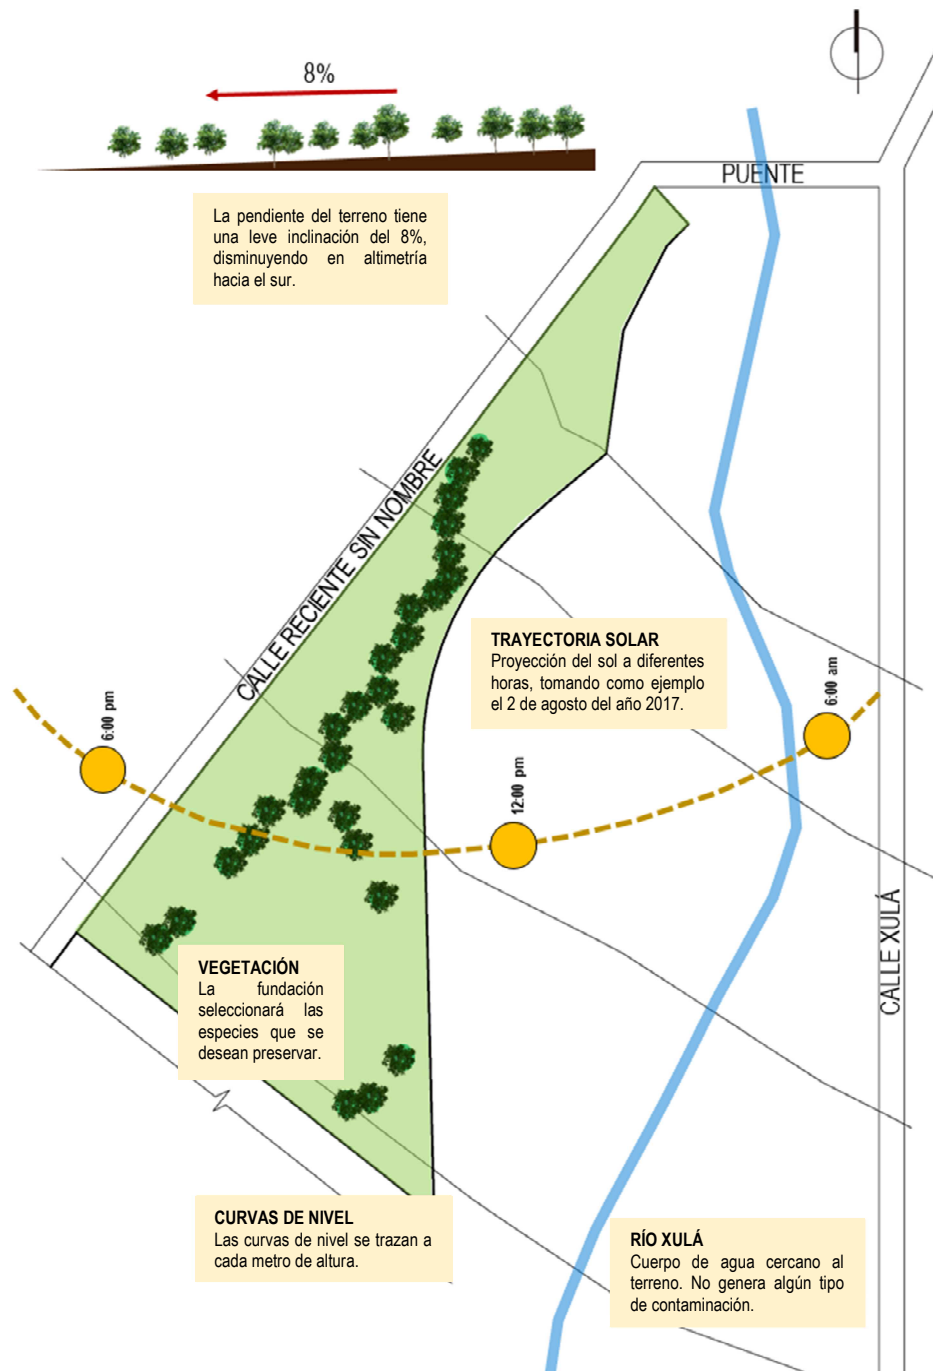 8%
PUENTE
La pendiente del terreno tiene
una leve inclinación del 8%,
disminuyendo en altimetría
hacia el sur.
CALLE RECIENTE SIN NOMBRE
TRAYECTORIA SOLAR
Proyección del sol a diferentes
horas, tomando como ejemplo
el 2 de agosto del año 2017.
6:00 pm
12:00 pm
6:00 am
CALLE XULÁ
VEGETACIÓN
La fundación
seleccionará las
especies que se
desean preservar.
CURVAS DE NIVEL
Las curvas de nivel se trazan a
cada metro de altura.
RÍO XULÁ
Cuerpo de agua cercano al
terreno. No genera algún tipo
de contaminación.